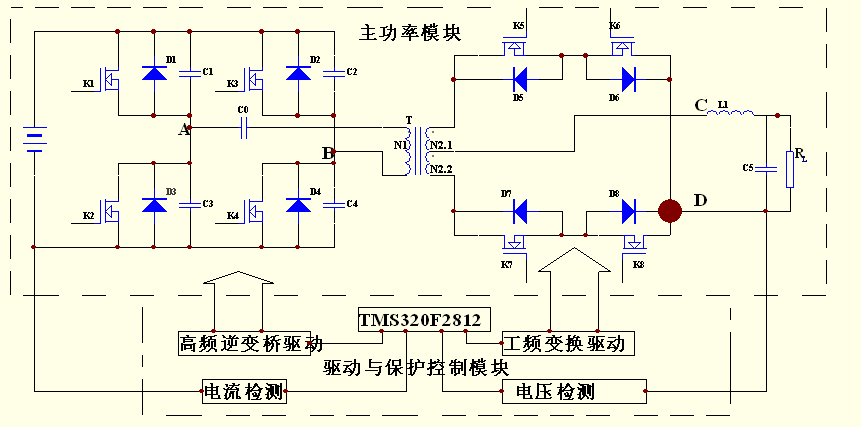 主功率模块
K5
K6
K1
D1
C1
K3
D2
C2
D5
D6
C0
A
T
N1
N2.1
N2.2
B
C
L1
C5
RL
K2
D3
C3
K4
D4
C4
D7
D8
D
K7
K8
TMS320F2812
高频逆变桥驱动
工频变换驱动
驱动与保护控制模块
电流检测
电压检测